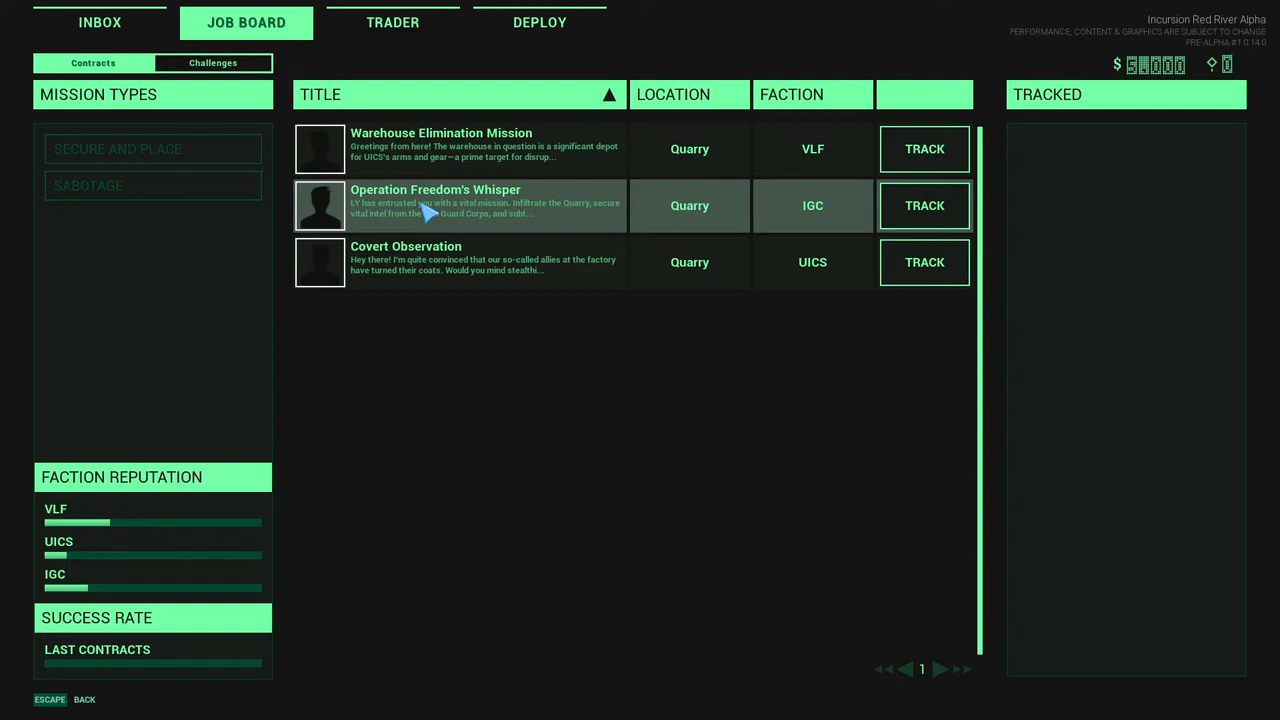 INBOX
JOB BOARD
TRADER
DEPLOY
Incursion Red River Alpha
PERFORMANCE, CONTENT & GRAPHICS ARE SUBJECT TO CHANGE
PRE-ALPHA #1.0.14.0
Contracts
Challenges
$
MISSION TYPES
TITLE
LOCATION
FACTION
TRACKED
SECURE AND PLACE
SABOTAGE
Warehouse Elimination Mission
Greetings from here! The warehouse in question is a significant depot
for UICS's arms and gear—a prime target for disrup...
Quarry
VLF
TRACK
Operation Freedom's Whisper
LY has entrusted you with a vital mission. Infiltrate the Quarry, secure
vital intel from the Guard Corps, and subt...
Quarry
IGC
TRACK
Covert Observation
Hey there! I'm quite convinced that our so-called allies at the factory
have turned their coats. Would you mind stealthi...
Quarry
UICS
TRACK
FACTION REPUTATION
VLF
UICS
IGC
SUCCESS RATE
LAST CONTRACTS
1
ESCAPE BACK